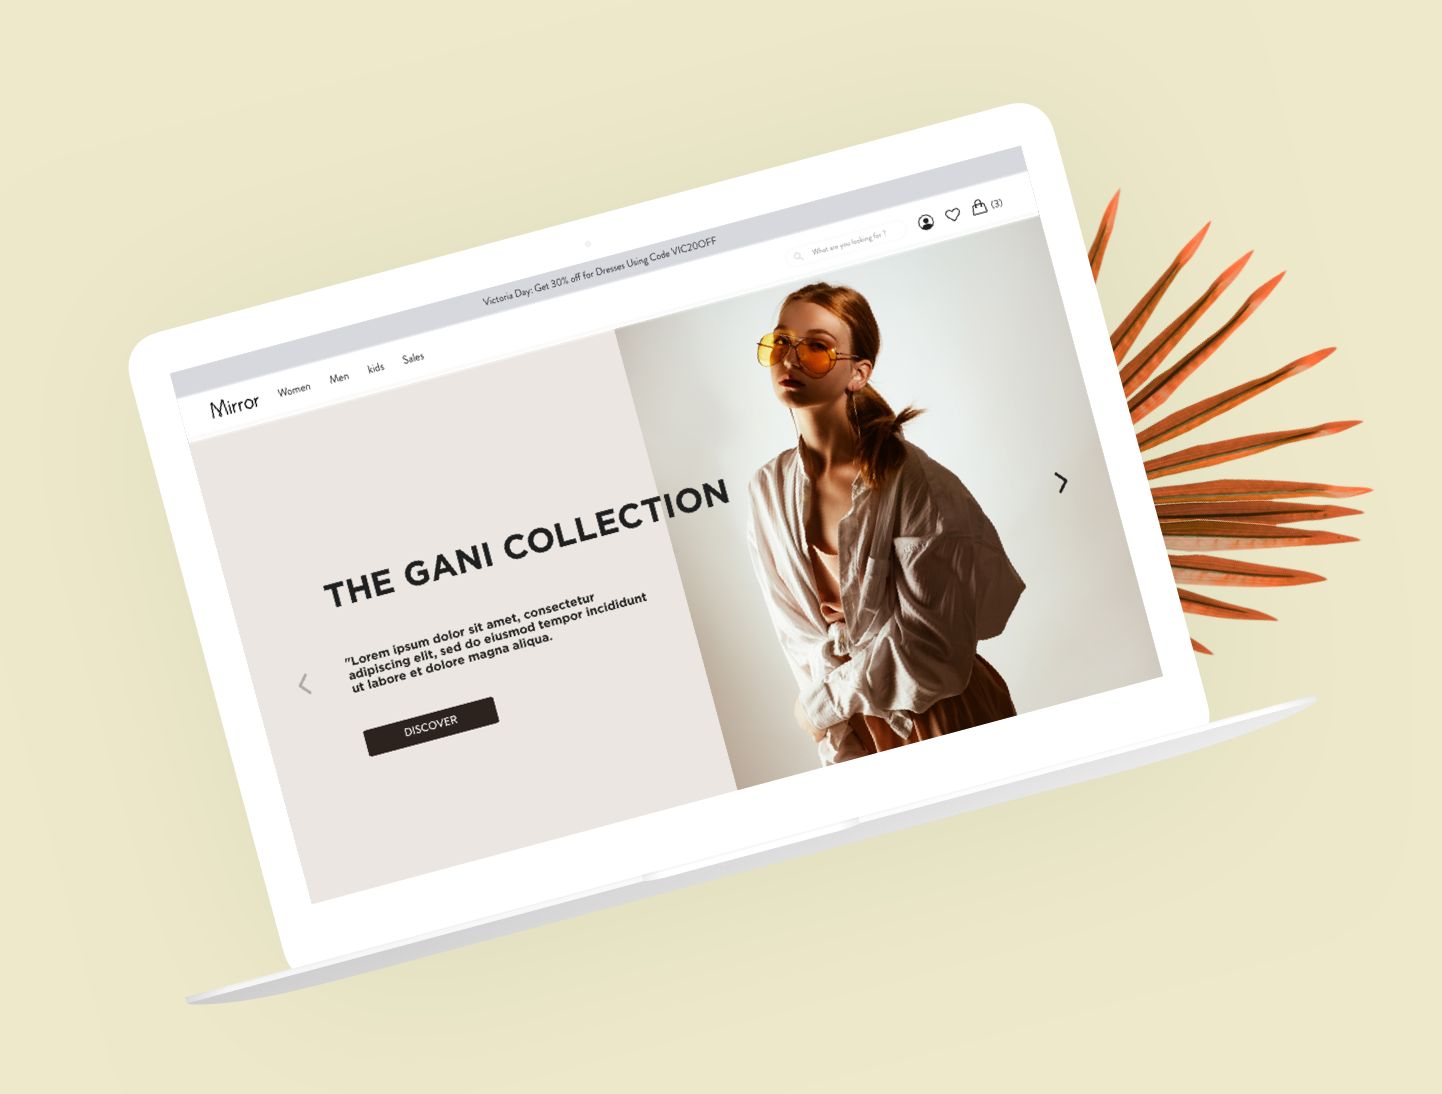 Victoria Day: Get 30% off for Dresses Using Code VIC20OFF
Mirror Women Men kids Sales
What are you looking for ? (3)
THE GANI COLLECTION
"Lorem ipsum dolor sit amet, consectetur
adipiscing elit, sed do eiusmod tempor incididunt
ut labore et dolore magna aliqua.
DISCOVER